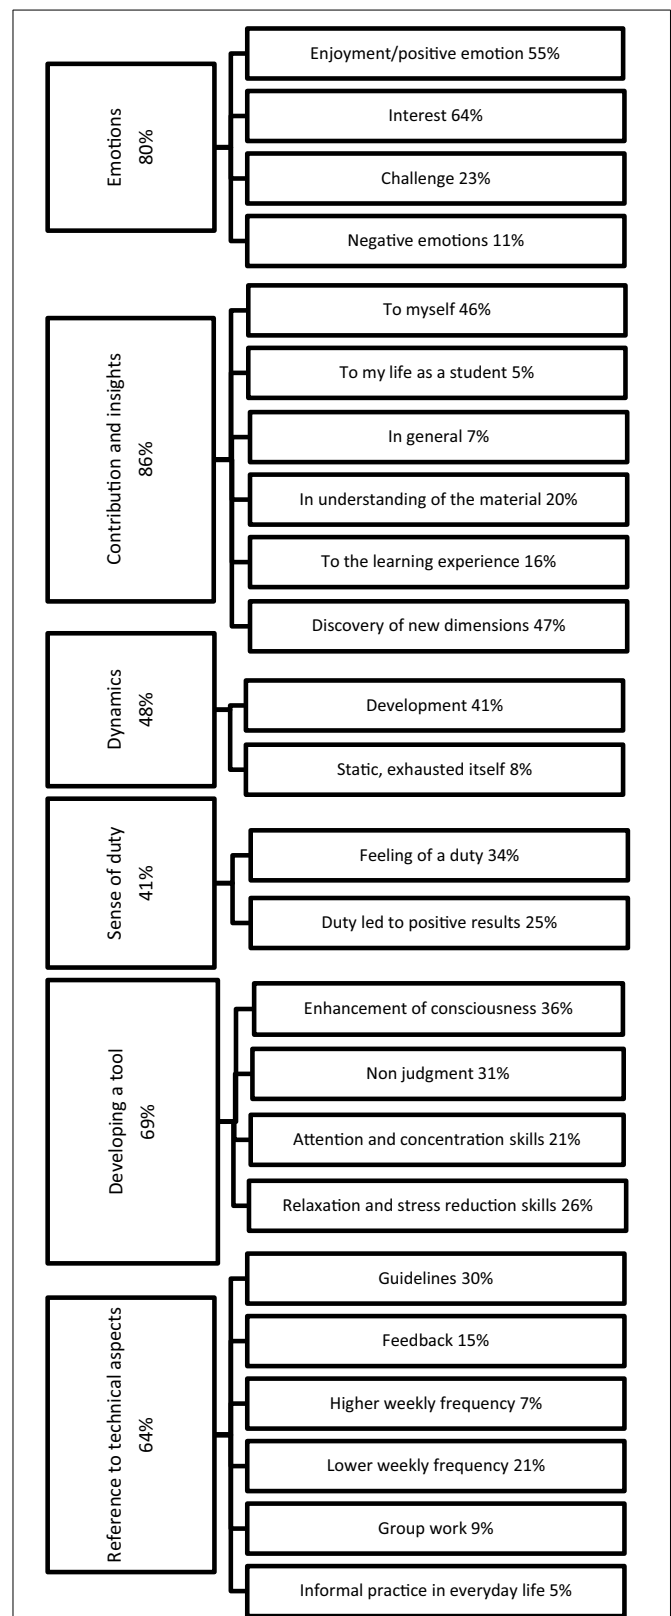 Emotions
80%
Enjoyment/positive emotion 55%
Interest 64%
Challenge 23%
Negative emotions 11%
Contribution and insights
86%
To myself 46%
To my life as a student 5%
In general 7%
In understanding of the material 20%
To the learning experience 16%
Discovery of new dimensions 47%
Dynamics
48%
Development 41%
Static, exhausted itself 8%
Sense of duty
41%
Feeling of a duty 34%
Duty led to positive results 25%
Developing a tool
69%
Enhancement of consciousness 36%
Non judgment 31%
Attention and concentration skills 21%
Relaxation and stress reduction skills 26%
Reference to technical aspects
64%
Guidelines 30%
Feedback 15%
Higher weekly frequency 7%
Lower weekly frequency 21%
Group work 9%
Informal practice in everyday life 5%